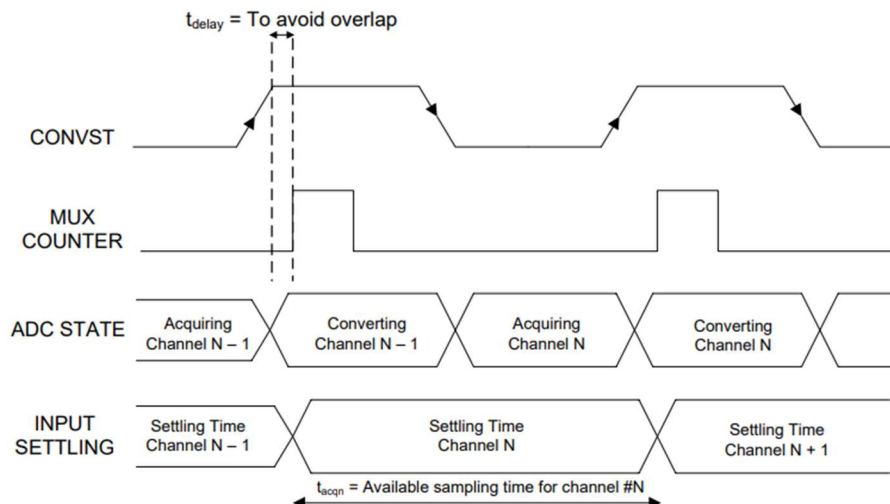 tdelay = To avoid overlap
CONVST
MUX
COUNTER
ADC STATE
Acquiring
Channel N – 1
Converting
Channel N – 1
Acquiring
Channel N
Converting
Channel N
INPUT
SETTLING
Settling Time
Channel N – 1
Settling Time
Channel N
Settling Time
Channel N + 1
tacqn = Available sampling time for channel #N